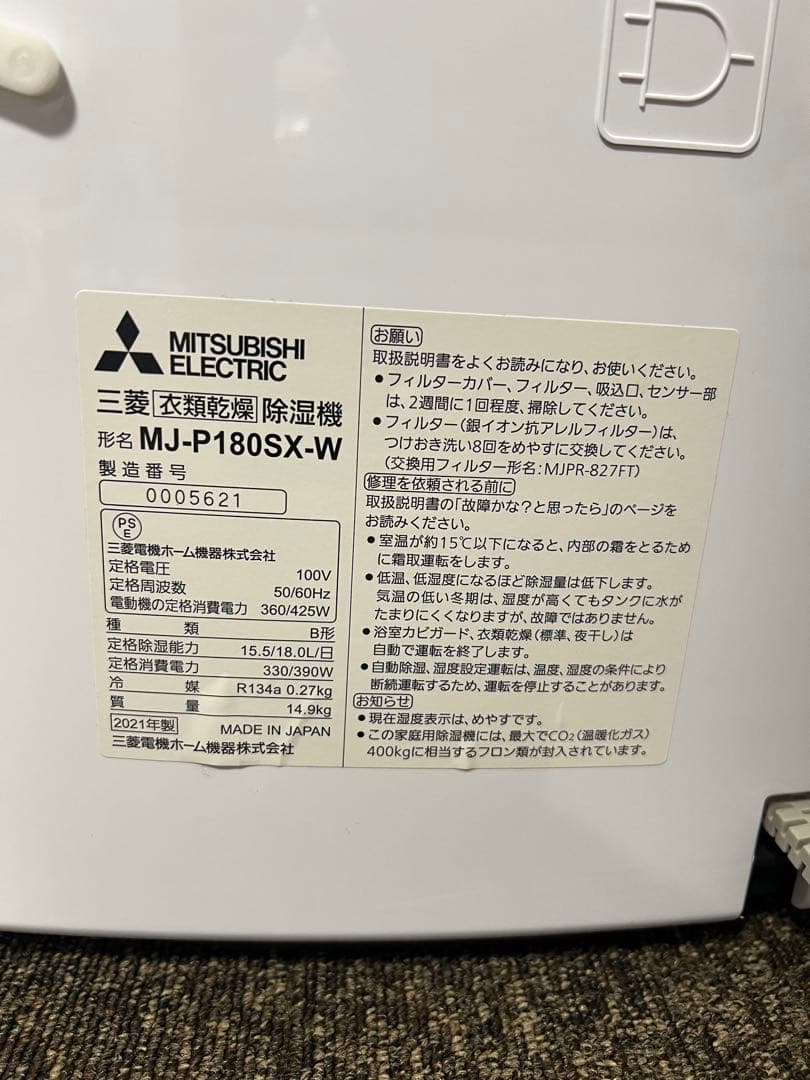 MITSUBISHI
ELECTRIC
三菱 衣類乾燥 除湿機
形名 MJ-P180SX-W
製造番号
0005621
PS
E
三菱電機ホーム機器株式会社
定格電圧 100V
定格周波数 50/60Hz
電動機の定格消費電力 360/425W
種類 B形
定格除湿能力 15.5/18.0L/日
定格消費電力 330/390W
冷媒 R134a 0.27kg
質量 14.9kg
2021年製 MADE IN JAPAN
三菱電機ホーム機器株式会社
お願い
取扱説明書をよくお読みになり、お使いください。
●フィルターカバー、フィルター、吸込口、センサー部
は、2週間に1回程度、掃除してください。
●フィルター(銀イオン抗アレルフィルター)は、
つけおき洗い8回をめやすに交換してください。
(交換用フィルター形名:MJPR-827FT)
修理を依頼される前に
取扱説明書の「故障かな?と思ったら」のページを
お読みください。
●室温が約15℃以下になると、内部の霜をとるため
に霜取運転をします。
●低温、低湿度になるほど除湿量は低下します。
気温の低い冬期は、湿度が高くてもタンクに水が
たまりにくくなりますが、故障ではありません。
●浴室カビガード、衣類乾燥(標準、夜干し)は
自動で運転を終了します。
●自動除湿、湿度設定運転は、温度、湿度の条件により
断続運転するため、運転を停止することがあります。
お知らせ
●現在湿度表示は、めやすです。
●この家庭用除湿機には、最大でCO2(温暖化ガス)
400kgに相当するフロン類が封入されています。